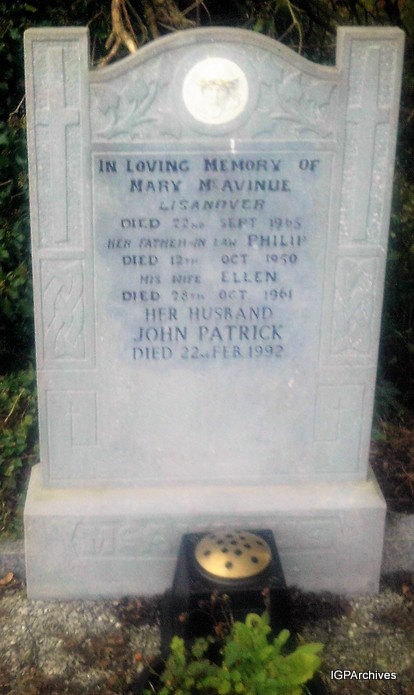 IN LOVING MEMORY OF
MARY McAVINUE
LISANOVER
DIED 22ND SEPT 1965
HER FATHER-IN LAW PHILIP
DIED 12TH OCT 1950
HIS WIFE ELLEN
DIED 28TH OCT 1961
HER HUSBAND
JOHN PATRICK
DIED 22ND FEB. 1992
IGPArchives